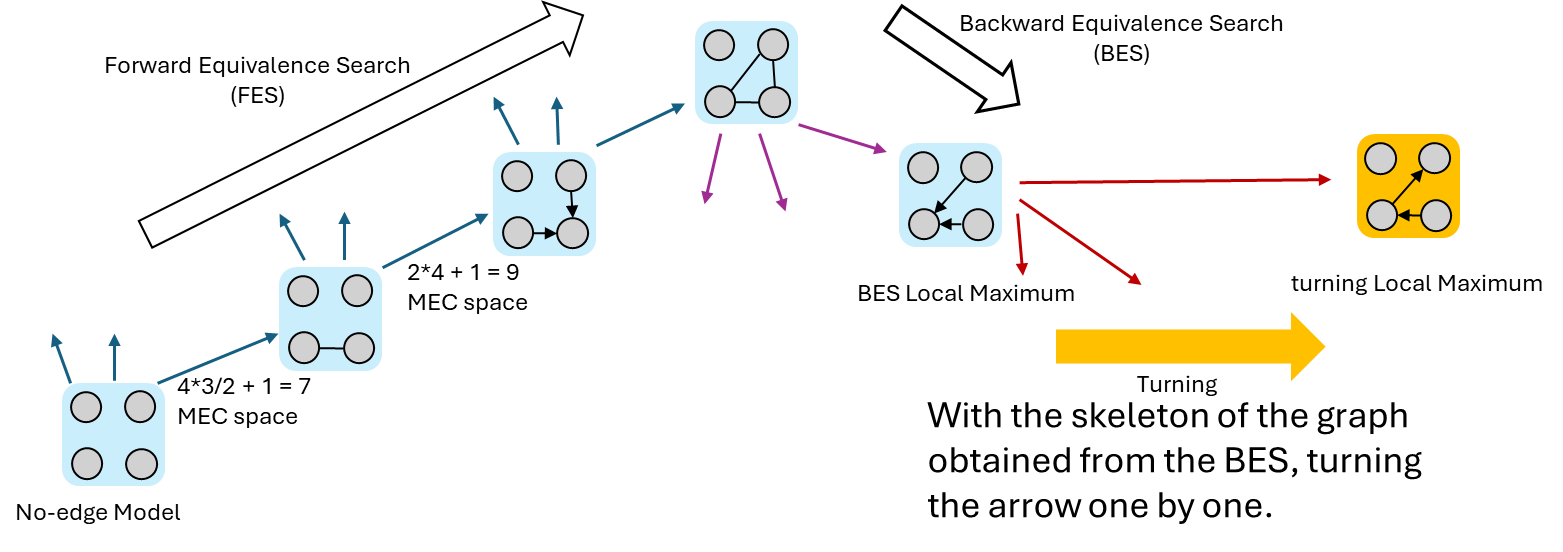 Forward Equivalence Search
(FES)
Backward Equivalence Search
(BES)
2*4 + 1 = 9
MEC space
BES Local Maximum
turning Local Maximum
4*3/2 + 1 = 7
MEC space
Turning
With the skeleton of the graph
obtained from the BES, turning
the arrow one by one.
No-edge Model